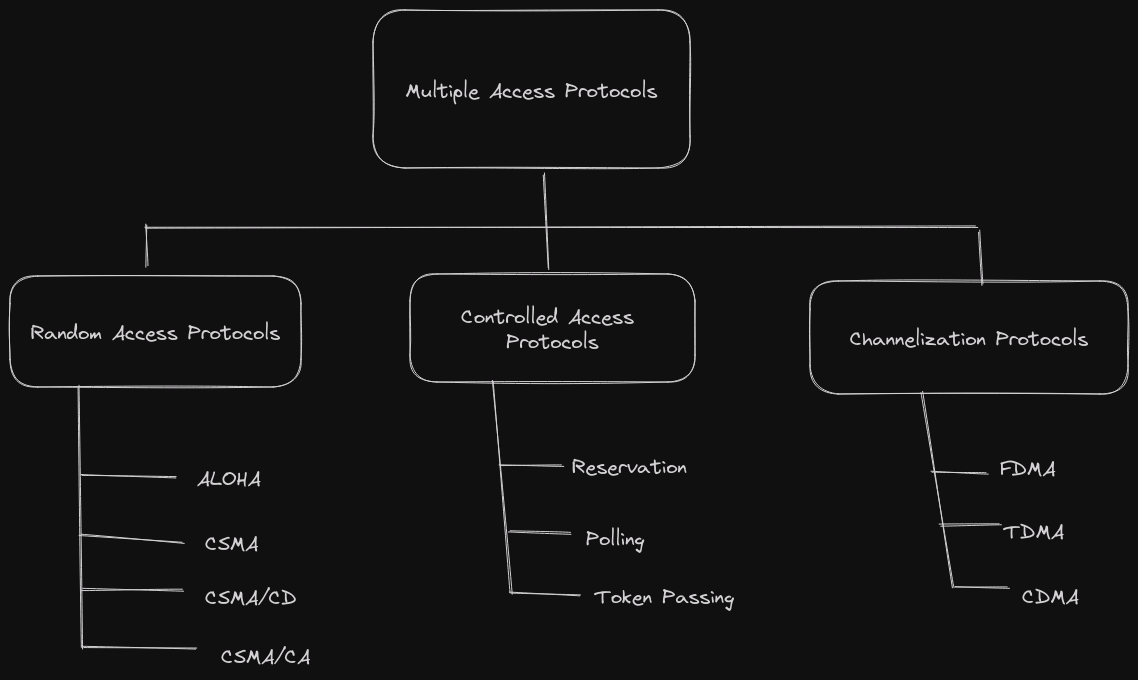 Multiple Access Protocols
Random Access Protocols
Controlled Access
Protocols
Channelization Protocols
ALOHA
CSMA
CSMA/CD
CSMA/CA
Reservation
Polling
Token Passing
FDMA
TDMA
CDMA